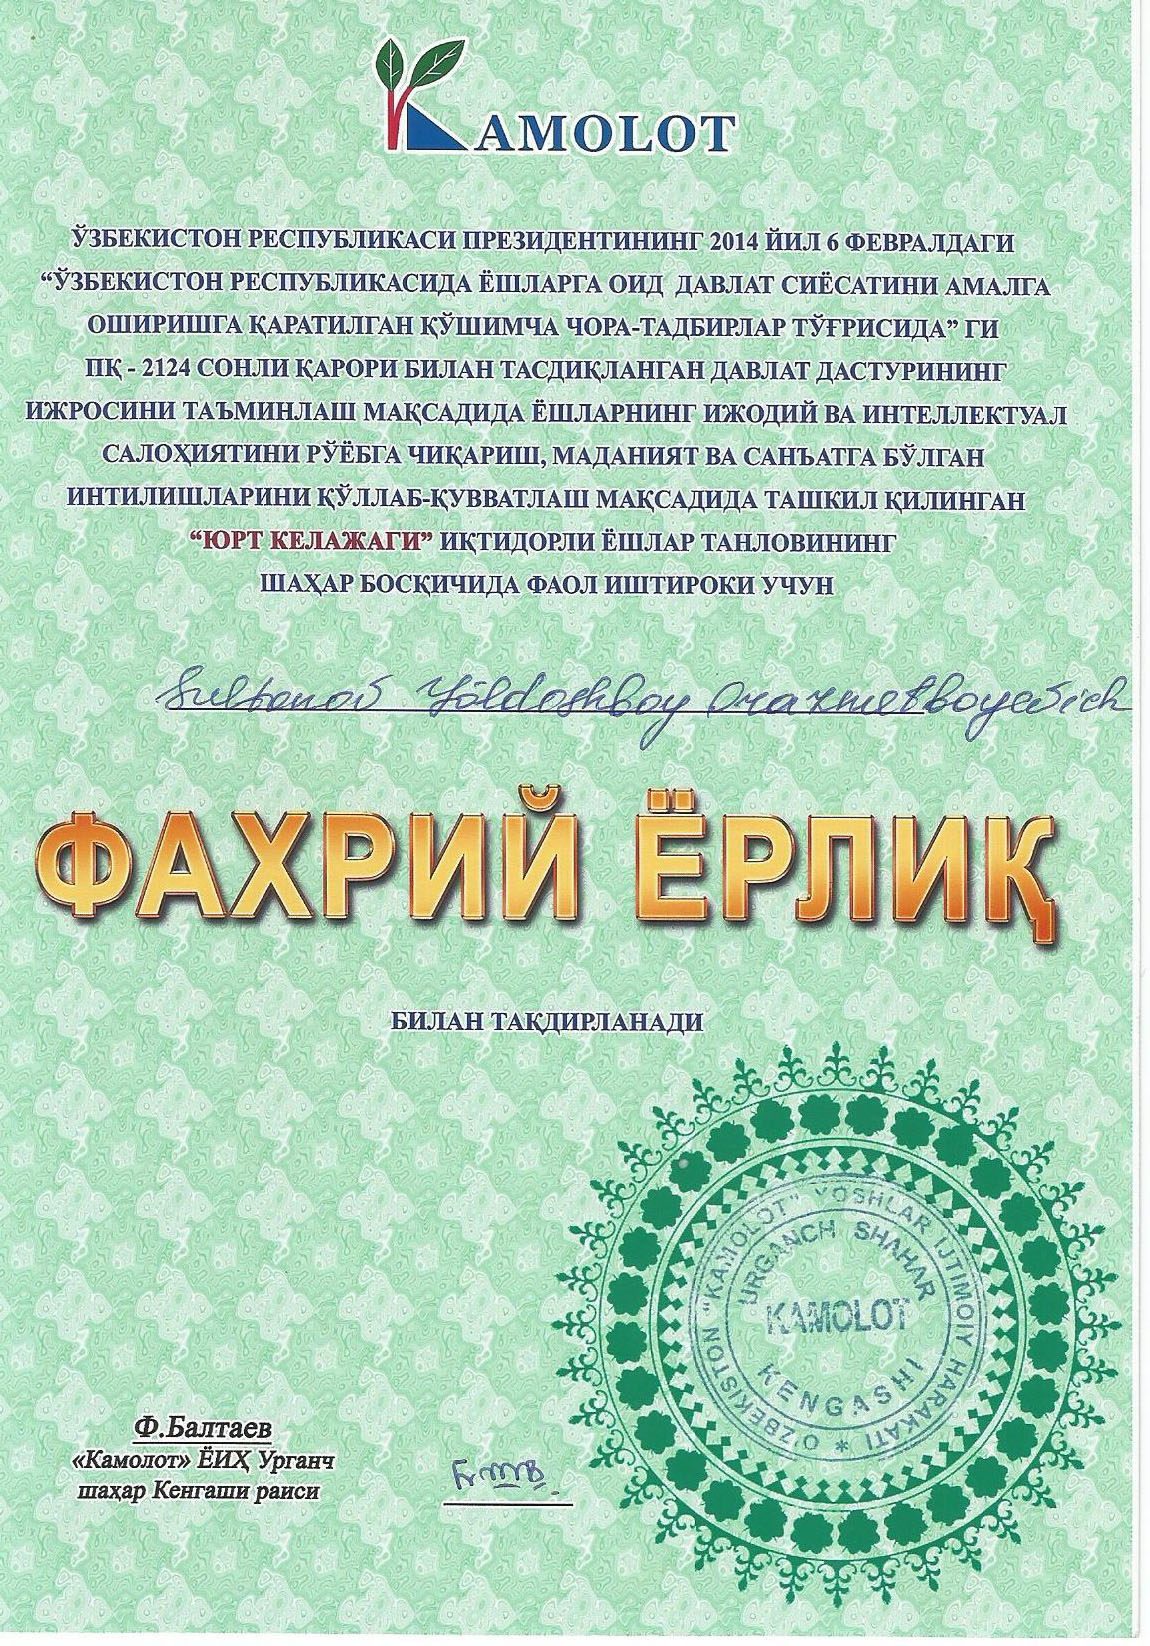 KAMOLOT
ЎЗБЕКИСТОН РЕСПУБЛИКАСИ ПРЕЗИДЕНТИНИНГ 2014 ЙИЛ 6 ФЕВРАЛДАГИ
“ЎЗБЕКИСТОН РЕСПУБЛИКАСИДА ЁШЛАРГА ОИД ДАВЛАТ СИЁСАТИНИ АМАЛГА
ОШИРИШГА ҚАРАТИЛГАН ҚЎШИМЧА ЧОРА-ТАДБИРЛАР ТЎҒРИСИДА” ГИ
ПҚ - 2124 СОНЛИ ҚАРОРИ БИЛАН ТАСДИҚЛАНГАН ДАВЛАТ ДАСТУРИНИНГ
ИЖРОСИНИ ТАЪМИНЛАШ МАҚСАДИДА ЁШЛАРНИНГ ИЖОДИЙ ВА ИНТЕЛЛЕКТУАЛ
САЛОҲИЯТИНИ РЎЁБГА ЧИҚАРИШ, МАДАНИЯТ ВА САНЪАТГА БЎЛГАН
ИНТИЛИШЛАРИНИ ҚЎЛЛАБ-ҚУВВАТЛАШ МАҚСАДИДА ТАШКИЛ ҚИЛИНГАН
“ЮРТ КЕЛАЖАГИ” ИҚТИДОРЛИ ЁШЛАР ТАНЛОВИНИНГ
ШАҲАР БОСҚИЧИДА ФАОЛ ИШТИРОКИ УЧУН
Sultonov Yöldoshboy
ФАХРИЙ ЁРЛИҚ
БИЛАН ТАҚДИРЛАНАДИ
O'ZBEKISTON "KAMOLOT" YOSHLAR IJTIMOIY HARAKATI *
URGANCH SHAHAR
KAMOLOT
KENGASHI
Ф.Балтаев
«Камолот» ЁИҲ Урганч
шаҳар Кенгаши раиси